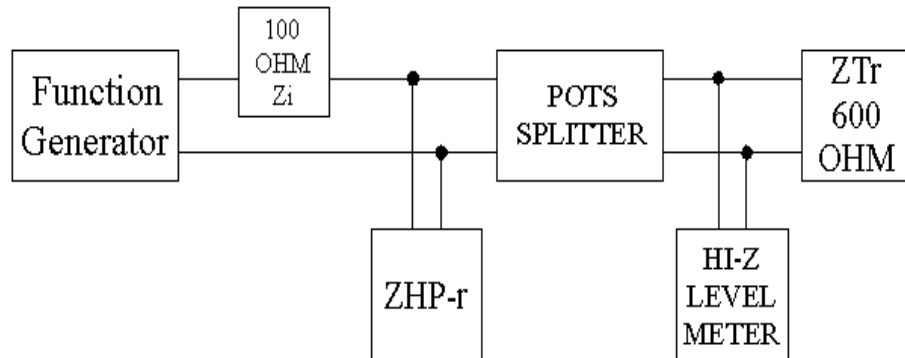 100
OHM
Zi
Function
Generator
POTS
SPLITTER
ZTr
600
OHM
ZHP-r
HI-Z
LEVEL
METER